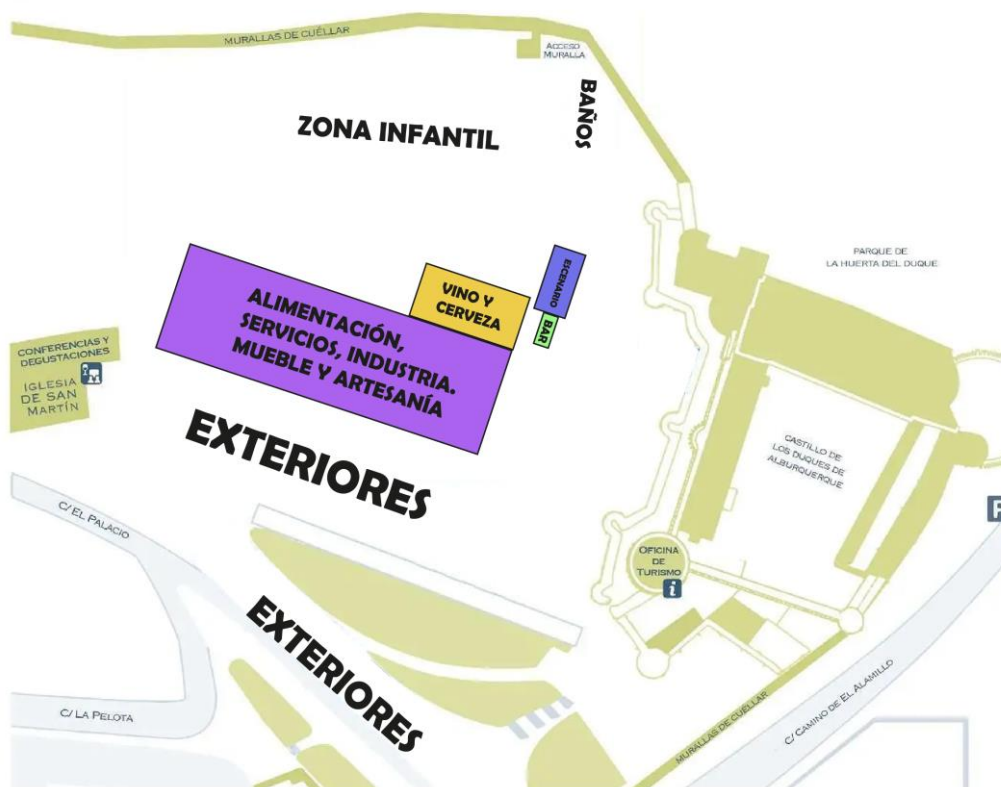 MURALLAS DE CUÉLLAR
ACCESO
MURALLA
BAÑOS
ZONA INFANTIL
PARQUE DE
LA HUERTA DEL DUQUE
ESCENARIO
VINO Y
CERVEZA
BAR
ALIMENTACIÓN,
SERVICIOS, INDUSTRIA.
MUEBLE Y ARTESANÍA
CONFERENCIAS Y
DEGUSTACIONES
IGLESIA
DE SAN
MARTÍN
EXTERIORES
CASTILLO DE
LOS DUQUES DE
ALBURQUERQUE
P
C/ EL PALACIO
OFICINA
DE
TURISMO
i
EXTERIORES
C/ LA PELOTA
MURALLAS DE CUÉLLAR
C/ CAMINO DE EL ALAMILLO